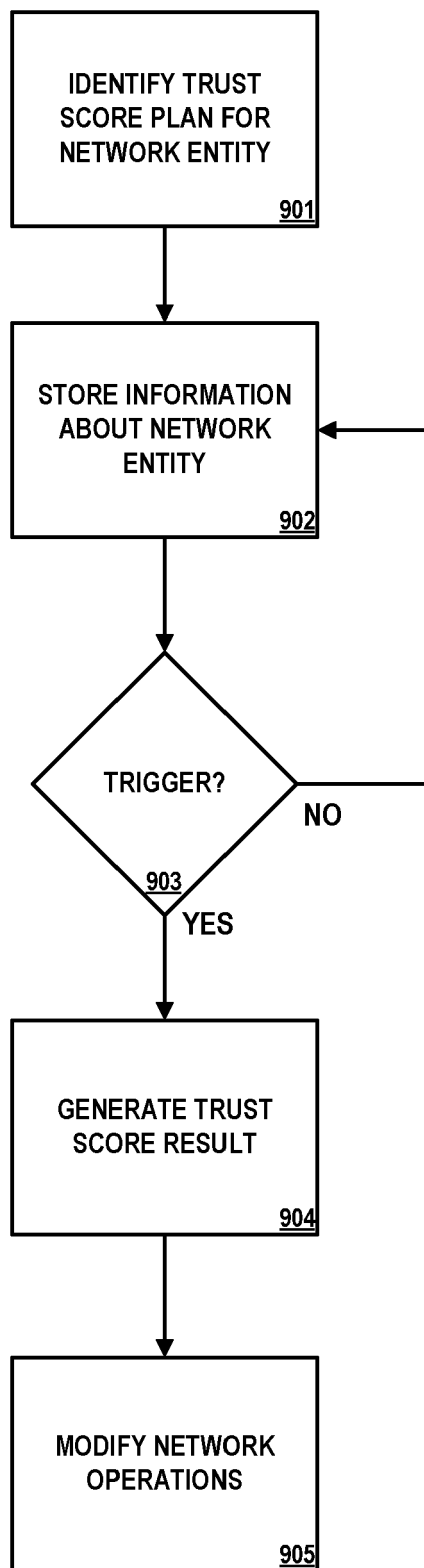 IDENTIFY TRUST
SCORE PLAN FOR
NETWORK ENTITY
901
STORE INFORMATION
ABOUT NETWORK
ENTITY
902
TRIGGER?
NO
903
YES
GENERATE TRUST
SCORE RESULT
904
MODIFY NETWORK
OPERATIONS
905